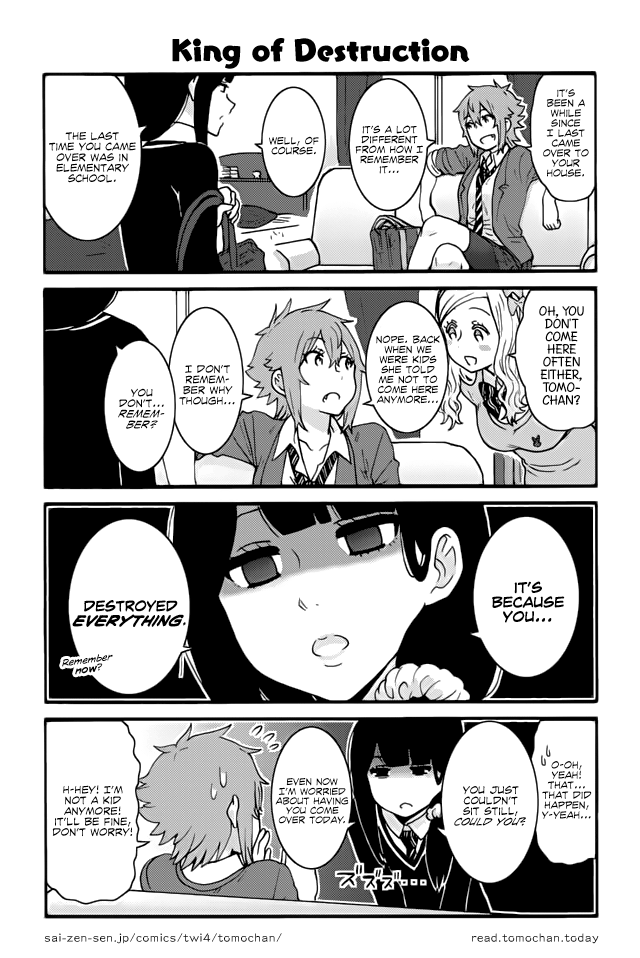 King of Destruction
IT'S
BEEN A
WHILE
SINCE
I LAST
CAME
OVER TO
YOUR
HOUSE.
IT'S A LOT
DIFFERENT
FROM HOW I
REMEMBER
IT...
WELL, OF
COURSE.
THE LAST
TIME YOU CAME
OVER WAS IN
ELEMENTARY
SCHOOL.
OH, YOU
DON'T
COME
HERE
OFTEN
EITHER,
TOMO-
CHAN?
NOPE. BACK
WHEN WE
WERE KIDS
SHE TOLD
ME NOT TO
COME HERE
ANYMORE...
I DON'T
REMEM-
BER WHY
THOUGH...
YOU
DON'T...
REMEM-
BER?
IT'S
BECAUSE
YOU...
DESTROYED
EVERYTHING.
Remember
now?
O-OH,
YEAH!
THAT...
THAT DID
HAPPEN,
Y-YEAH...
YOU JUST
COULDN'T
SIT STILL,
COULD YOU?
EVEN NOW
I'M WORRIED
ABOUT HAVING
YOU COME
OVER TODAY.
ズズズ...
H-HEY! I'M
NOT A KID
ANYMORE!
IT'LL BE FINE,
DON'T WORRY!
sai-zen-sen.jp/comics/twi4/tomochan/
read.tomochan.today